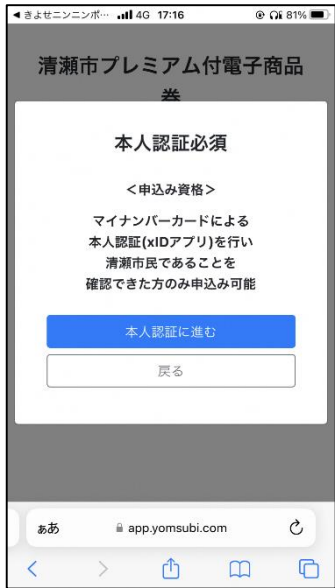 ◀きよせニンニンポ… 4G 17:16 81%
清瀬市プレミアム付電子商品
券
本人認証必須
<申込み資格>
マイナンバーカードによる
本人認証(xIDアプリ)を行い
清瀬市民であることを
確認できた方のみ申込み可能
本人認証に進む
戻る
ぁあ app.yomsubi.com